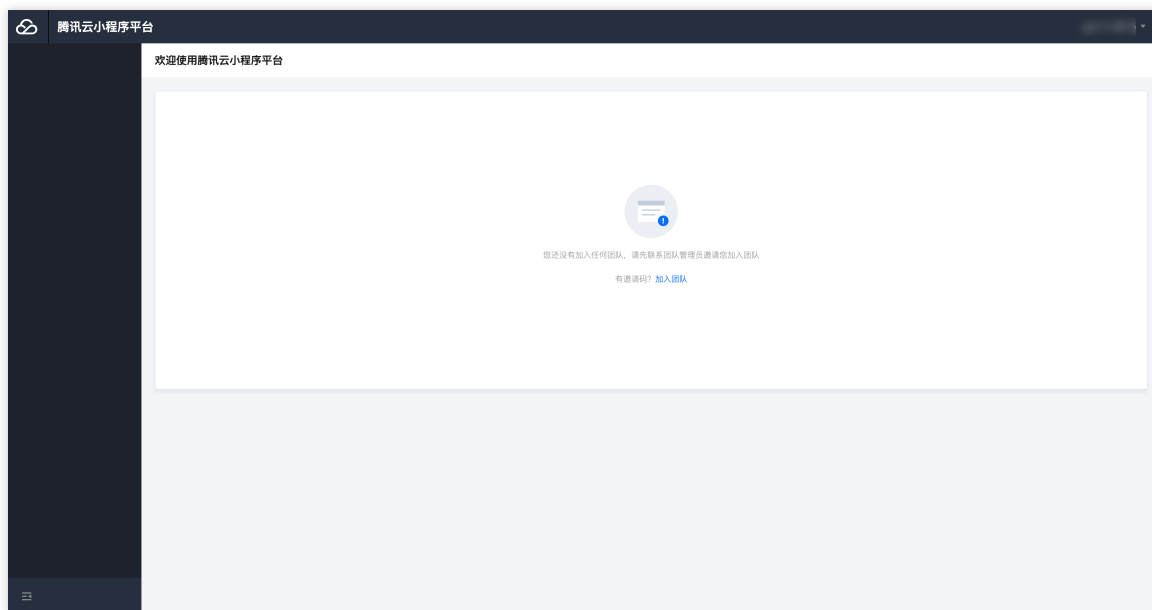 腾讯云小程序平台
欢迎使用腾讯云小程序平台
您还没有加入任何团队，请先联系团队管理员邀请您加入团队
有邀请码？加入团队